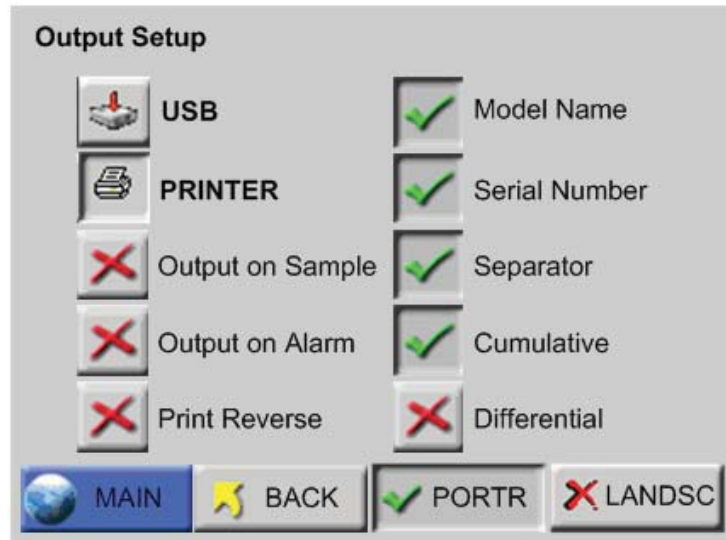 Output Setup
USB
Model Name
PRINTER
Serial Number
Output on Sample
Separator
Output on Alarm
Cumulative
Print Reverse
Differential
MAIN
BACK
PORTR
LANDSC